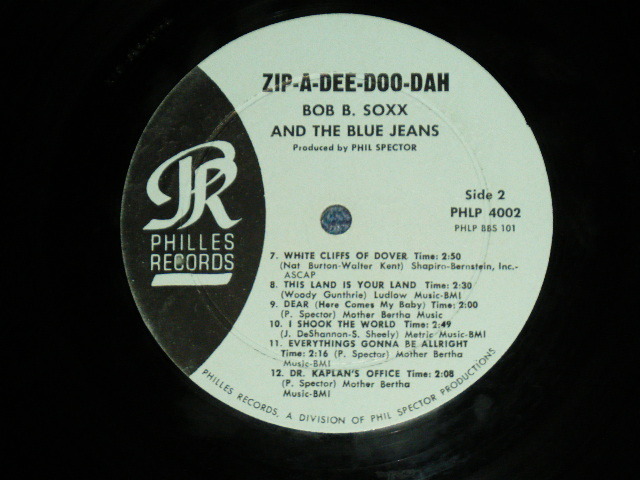 ZIP-A-DEE-DOO-DAH
BOB B. SOXX
AND THE BLUE JEANS
Produced by PHIL SPECTOR
PR
PHILLES
RECORDS
Side 2
PHLP 4002
PHLP BBS 101
7. WHITE CLIFFS OF DOVER Time: 2:50
(Nat Burton-Walter Kent) Shapiro-Bernstein, Inc.-
ASCAP
8. THIS LAND IS YOUR LAND Time: 2:30
(Woody Gunthrie) Ludlow Music-BMI
9. DEAR (Here Comes My Baby) Time: 2:00
(P. Spector) Mother Bertha Music
10. I SHOOK THE WORLD Time: 2:49
(J. DeShannon-S. Sheely) Metric Music-BMI
11. EVERYTHINGS GONNA BE ALLRIGHT
Time: 2:16 (P. Spector) Mother Bertha
Music-BMI
12. DR. KAPLAN'S OFFICE Time: 2:08
(P. Spector) Mother Bertha
Music-BMI
PHILLES RECORDS, A DIVISION OF PHIL SPECTOR PRODUCTIONS